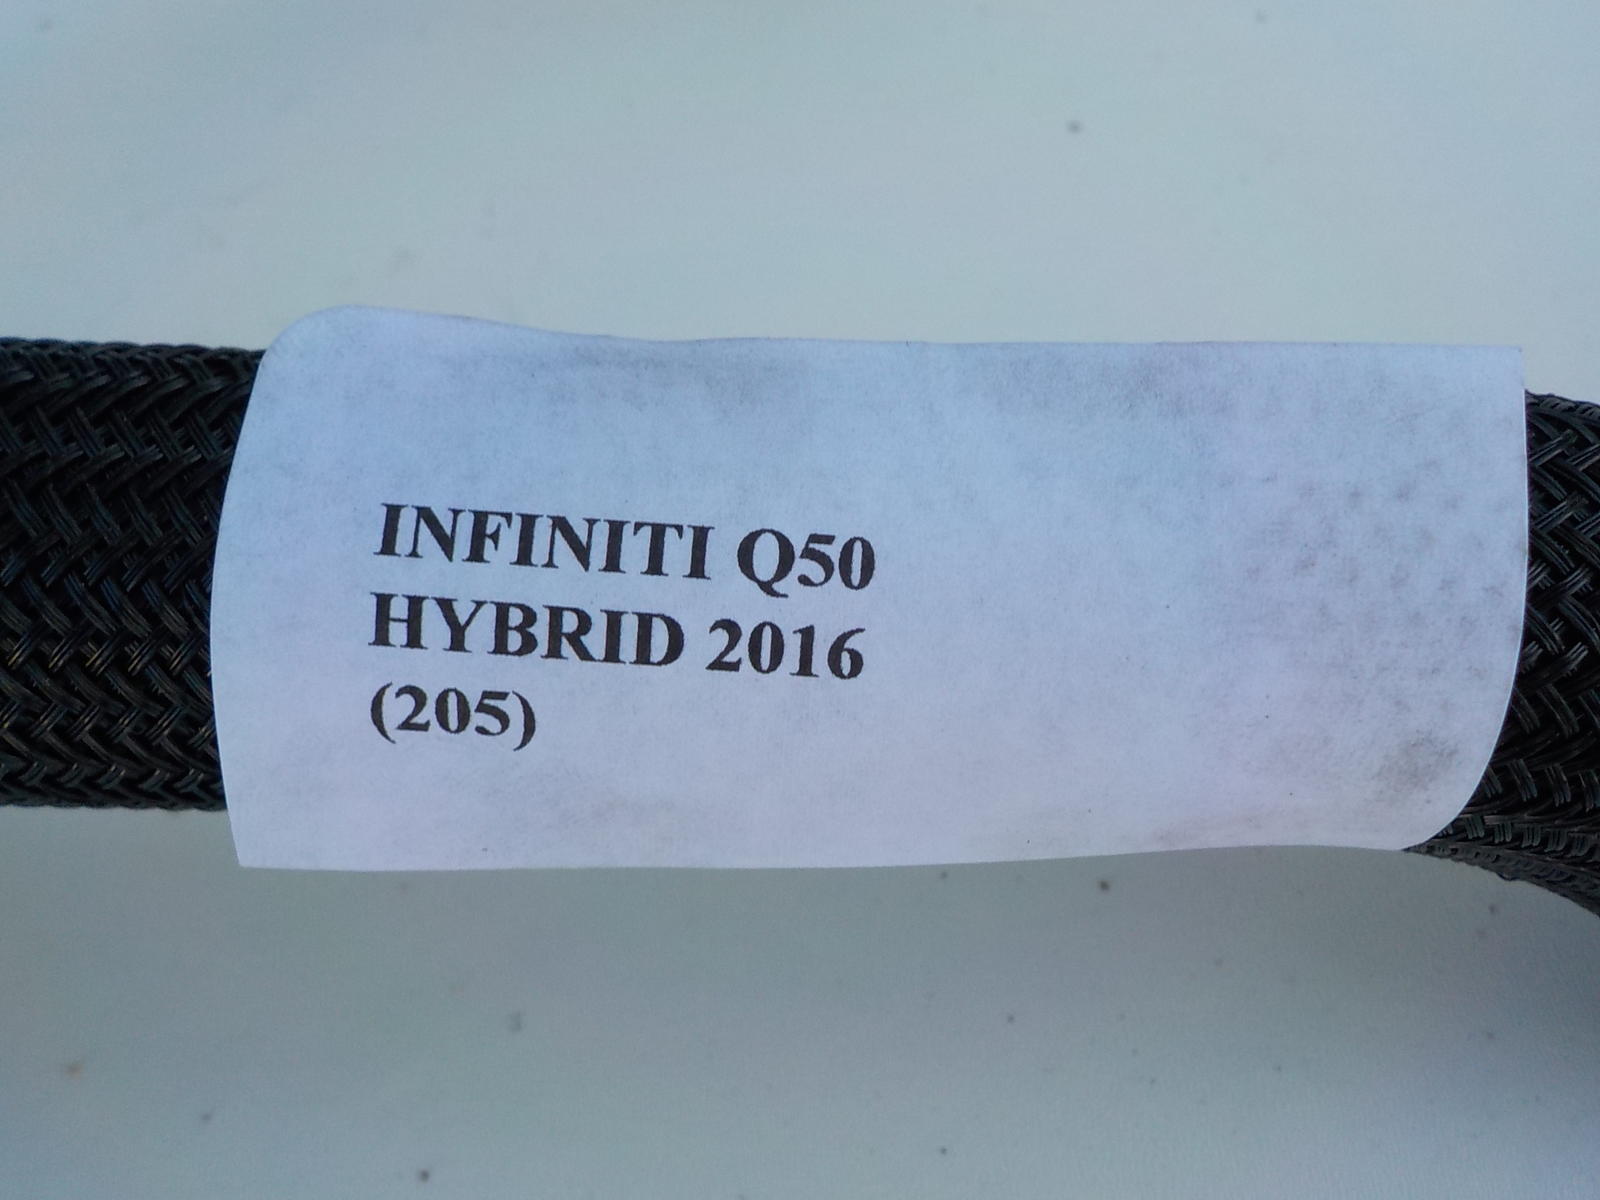 INFINITI Q50
HYBRID 2016
(205)